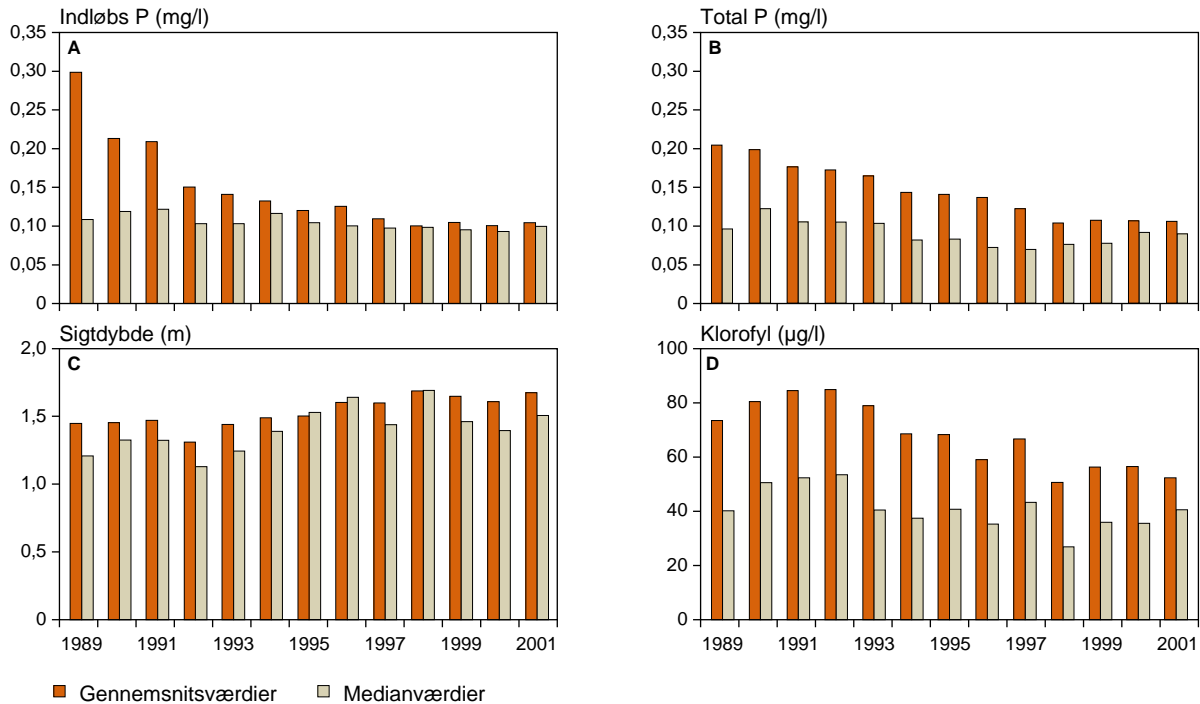 Indløbs P (mg/l)
0,35
0,30
0,25
0,20
0,15
0,10
0,05
0
A
Total P (mg/l)
0,35
0,30
0,25
0,20
0,15
0,10
0,05
0
B
Sigtdybde (m)
2,0
1,5
1,0
0,5
0
C
1989 1991 1993 1995 1997 1999 2001
Klorofyl (µg/l)
100
80
60
40
20
0
D
1989 1991 1993 1995 1997 1999 2001
Gennemsnitsværdier Medianværdier